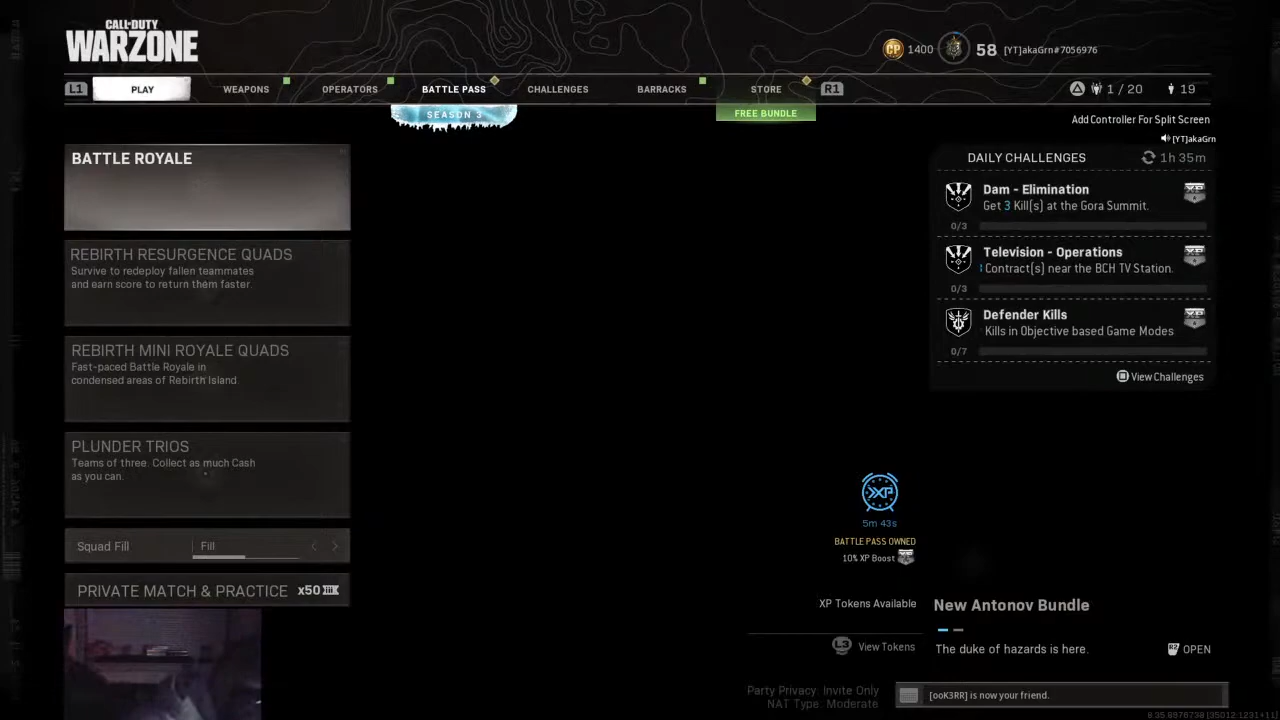 CALL OF DUTY
WARZONE
CP 1400
58 [YT]akaGrn#7056976
L1 PLAY WEAPONS OPERATORS BATTLE PASS CHALLENGES BARRACKS STORE R1
1 / 20 19
SEASON 3
FREE BUNDLE
Add Controller For Split Screen
[YT]akaGrn
BATTLE ROYALE
REBIRTH RESURGENCE QUADS
Survive to redeploy fallen teammates
and earn score to return them faster.
REBIRTH MINI ROYALE QUADS
Fast-paced Battle Royale in
condensed areas of Rebirth Island.
PLUNDER TRIOS
Teams of three. Collect as much Cash
as you can.
Squad Fill Fill
PRIVATE MATCH & PRACTICE x50
DAILY CHALLENGES 1h 35m
Dam - Elimination
Get 3 Kill(s) at the Gora Summit.
XP
0/3
Television - Operations
Contract(s) near the BCH TV Station.
XP
0/3
Defender Kills
Kills in Objective based Game Modes
XP
0/7
View Challenges
XP
5m 43s
BATTLE PASS OWNED
10% XP Boost
XP Tokens Available
L3 View Tokens
New Antonov Bundle
The duke of hazards is here.
R2 OPEN
Party Privacy: Invite Only
NAT Type: Moderate
[ooK3RR] is now your friend.